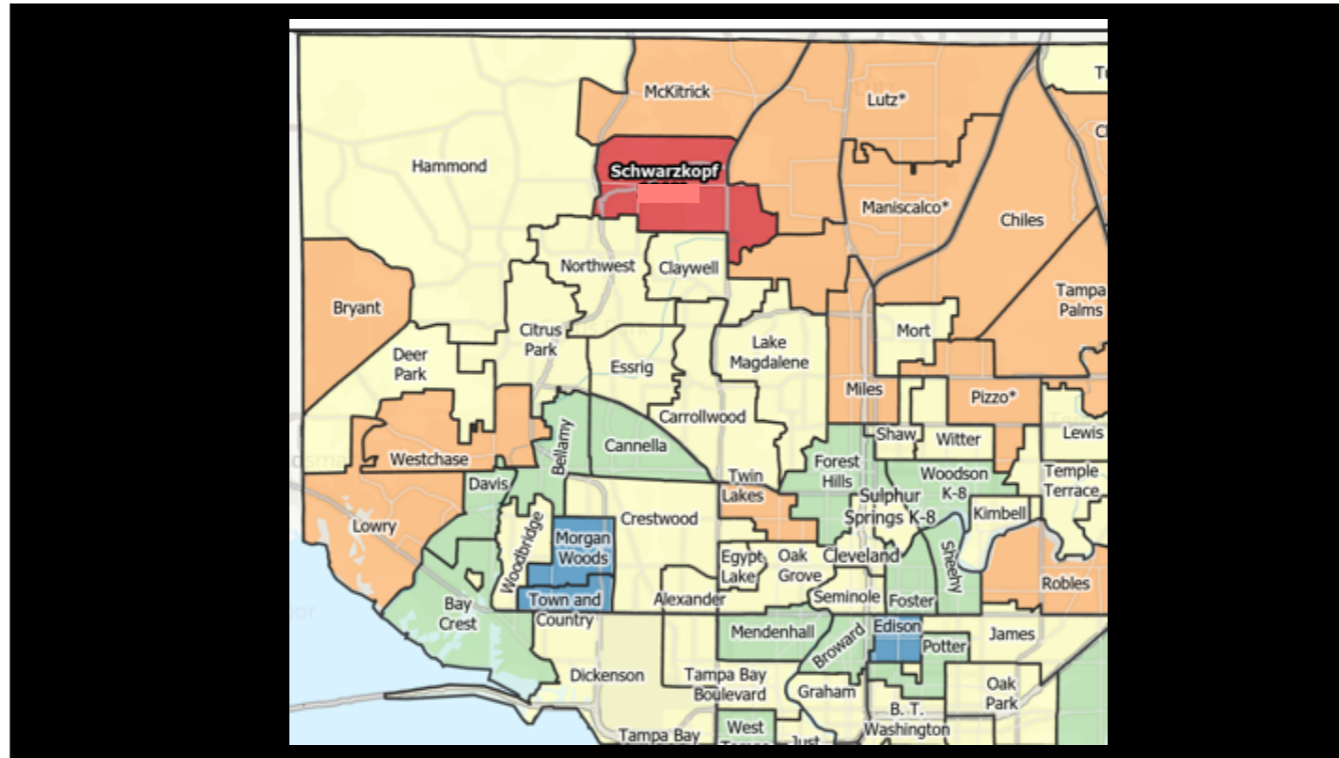 McKitrick
Lutz*
Hammond
Schwarzkopf
Maniscalco*
Chiles
Northwest
Claywell
Tampa
Palms
Bryant
Citrus
Park
Mort
Lake
Magdalene
Deer
Park
Essrig
Miles
Pizzo*
Carrollwood
Bellamy
Cannella
Shaw
Witter
Lewis
Westchase
Forest
Hills
Woodson
K-8
Temple
Terrace
Davis
Twin
Lakes
Sulphur
Springs K-8
Kimbell
Lowry
Woodbridge
Crestwood
Morgan
Woods
Egypt
Lake
Oak
Grove
Cleveland
Sheehy
Robles
Town and
Country
Alexander
Seminole
Foster
Bay
Crest
Mendenhall
Broward
Edison
Potter
James
Dickenson
Tampa Bay
Boulevard
Graham
Oak
Park
B. T.
Washington
Tampa Bay
West
Just